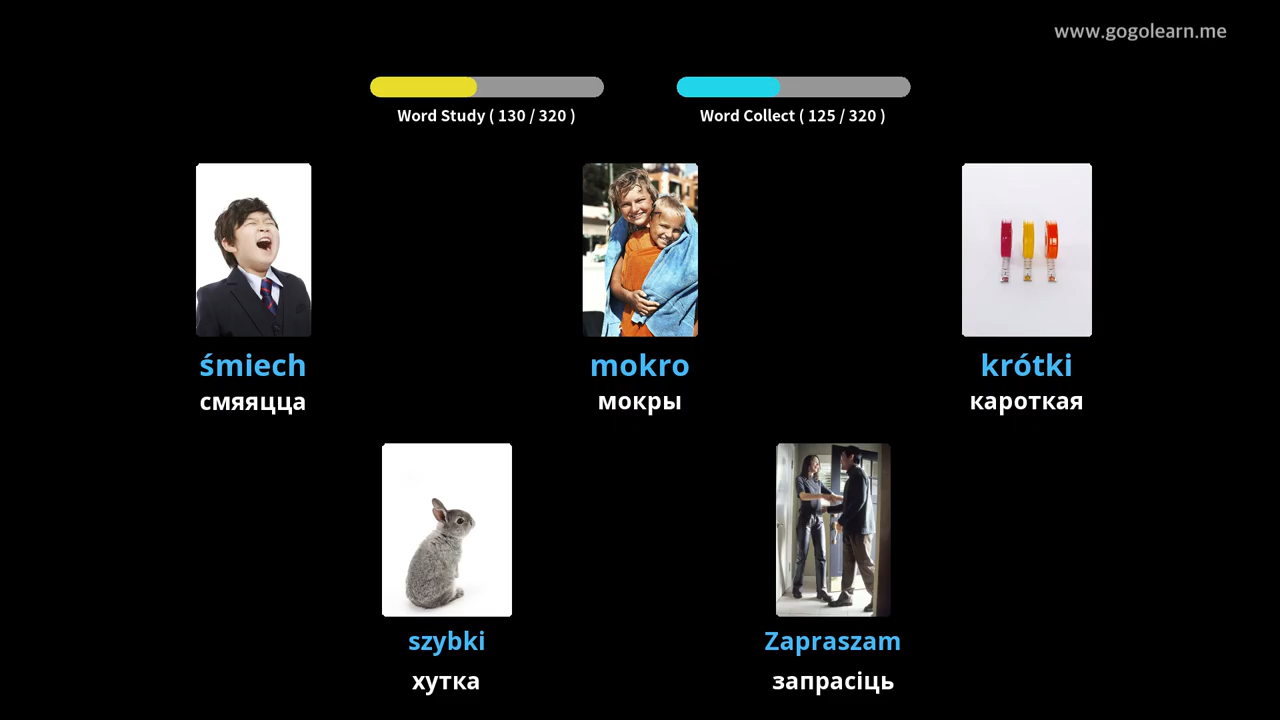 www.gogolearn.me
Word Study ( 130 / 320 )
Word Collect ( 125 / 320 )
śmiech
mokro
krótki
смяяцца
мокры
кароткая
szybki
Zapraszam
хутка
запрасіць